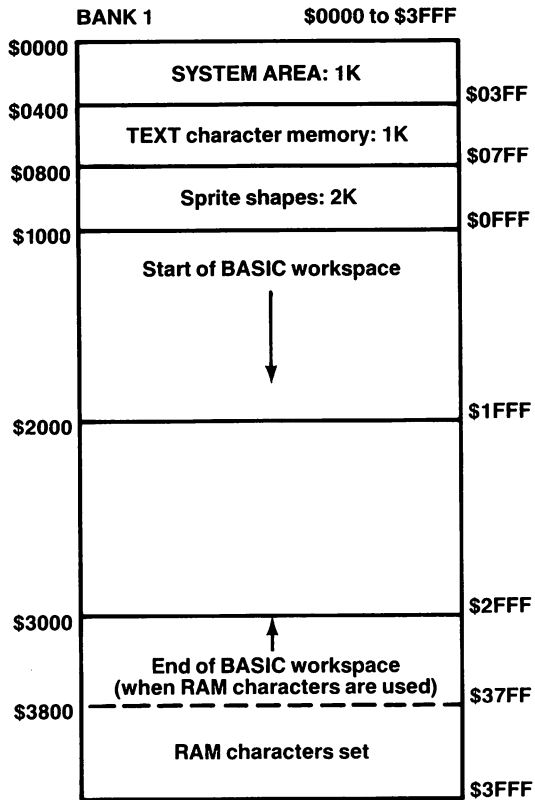 BANK 1 $0000 to $3FFF
$0000
SYSTEM AREA: 1K
$03FF
$0400
TEXT character memory: 1K
$07FF
$0800
Sprite shapes: 2K
$0FFF
$1000
Start of BASIC workspace
$1FFF
$2000
$2FFF
$3000
End of BASIC workspace
(when RAM characters are used)
$37FF
$3800
RAM characters set
$3FFF